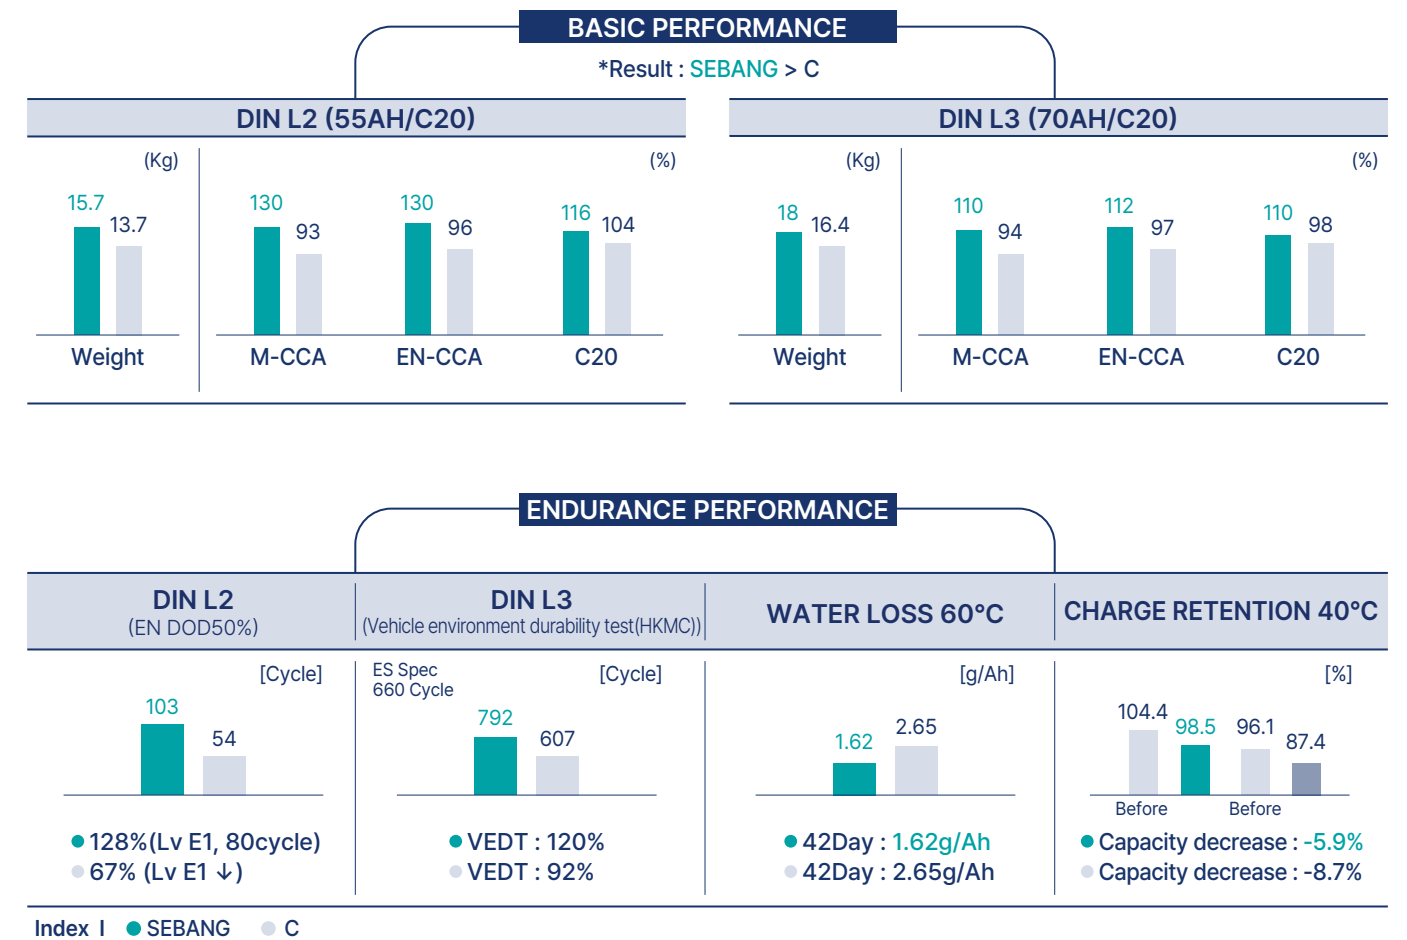 BASIC PERFORMANCE
*Result : SEBANG > C
DIN L2 (55AH/C20)
(Kg)
(%)
15.7
13.7
130
93
130
96
116
104
Weight
M-CCA
EN-CCA
C20
DIN L3 (70AH/C20)
(Kg)
(%)
18
16.4
110
94
112
97
110
98
Weight
M-CCA
EN-CCA
C20
ENDURANCE PERFORMANCE
DIN L2
(EN DOD50%)
[Cycle]
103
54
128%(Lv E1, 80cycle)
67% (Lv E1 ↓)
DIN L3
(Vehicle environment durability test(HKMC))
ES Spec
660 Cycle
[Cycle]
792
607
VEDT : 120%
VEDT : 92%
WATER LOSS 60°C
[g/Ah]
1.62
2.65
42Day : 1.62g/Ah
42Day : 2.65g/Ah
CHARGE RETENTION 40°C
[%]
104.4
98.5
96.1
87.4
Before
Before
Capacity decrease : -5.9%
Capacity decrease : -8.7%
Index I SEBANG C